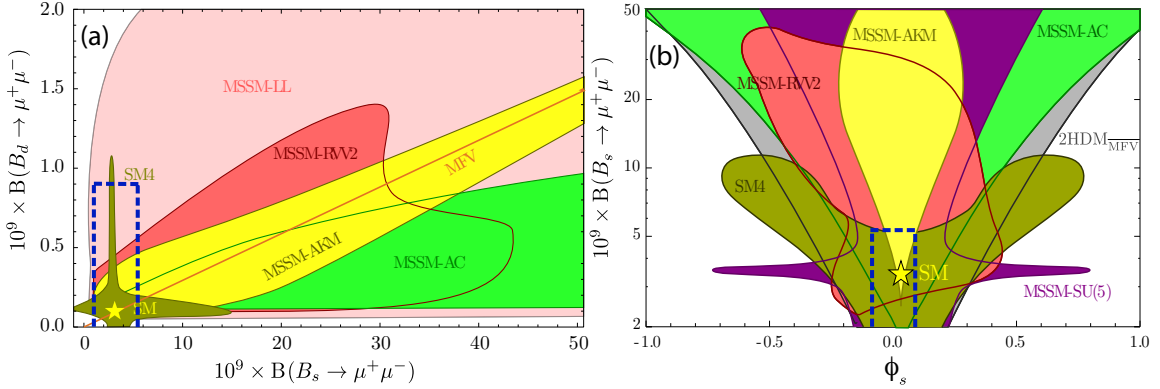 (a)
10⁹ × B(B_d → μ⁺μ⁻)
2.0
1.5
1.0
0.5
0.0
MSSM-LL
MSSM-RVV2
MFV
SM4
MSSM-AKM
MSSM-AC
SM
0
10
20
30
40
50
10⁹ × B(B_s → μ⁺μ⁻)
(b)
10⁹ × B(B_s → μ⁺μ⁻)
50
20
10
5
2
MSSM-AKM
MSSM-AC
MSSM-RVV2
2HDM_{\overline{MFV}}
SM4
SM
MSSM-SU(5)
-1.0
-0.5
0.0
0.5
1.0
ϕ_s